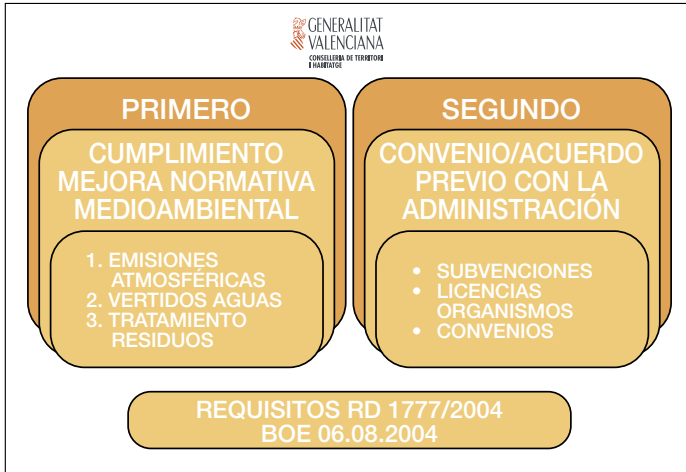 GENERALITAT
VALENCIANA
CONSELLERIA DE TERRITORI
I HABITATGE
PRIMERO
CUMPLIMIENTO
MEJORA NORMATIVA
MEDIOAMBIENTAL
1. EMISIONES
ATMOSFÉRICAS
2. VERTIDOS AGUAS
3. TRATAMIENTO
RESIDUOS
SEGUNDO
CONVENIO/ACUERDO
PREVIO CON LA
ADMINISTRACIÓN
• SUBVENCIONES
• LICENCIAS
ORGANISMOS
• CONVENIOS
REQUISITOS RD 1777/2004
BOE 06.08.2004